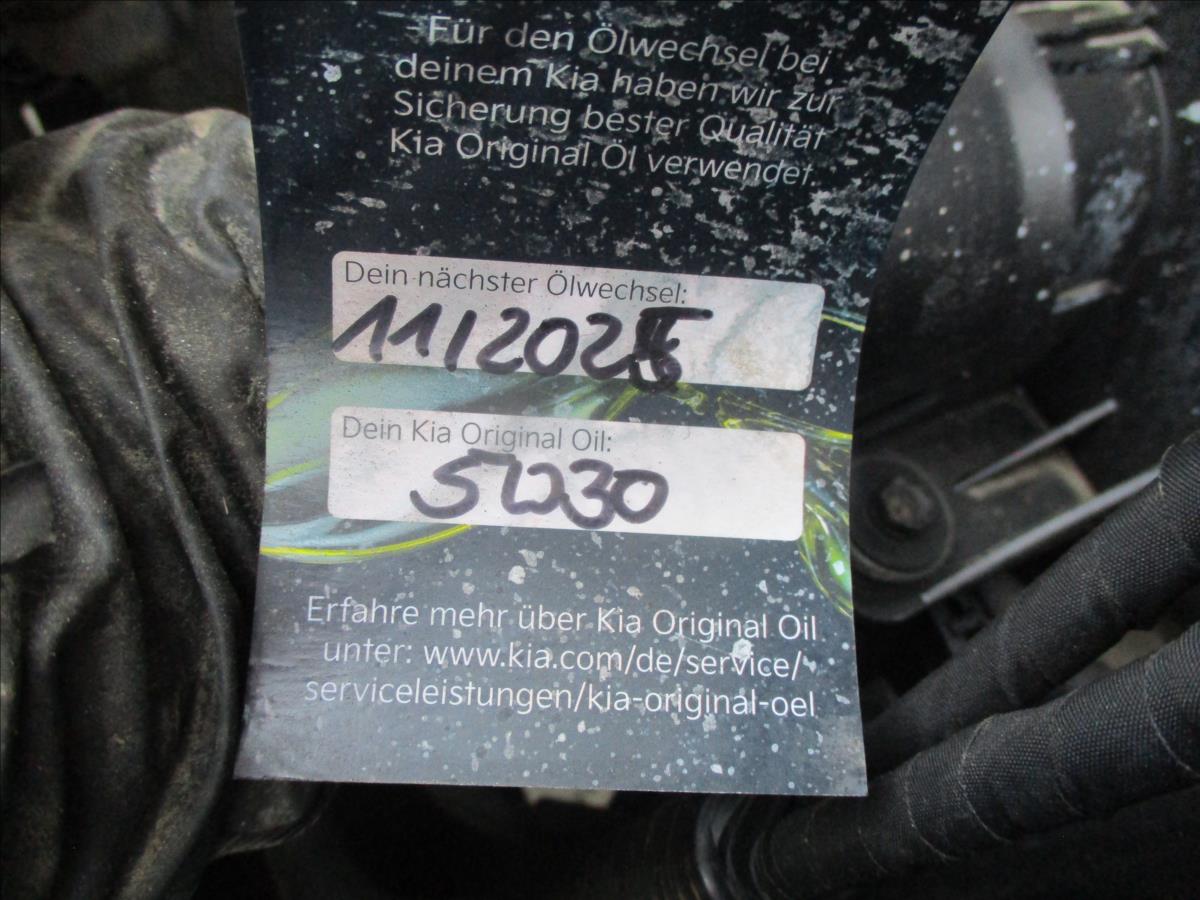 Für den Ölwechsel bei
deinem Kia haben wir zur
Sicherung bester Qualität
Kia Original Öl verwendet
Dein nächster Ölwechsel:
Dein Kia Original Oil:
5W30
Erfahre mehr über Kia Original Oil
unter: www.kia.com/de/service/
serviceleistungen/kia-original-oel